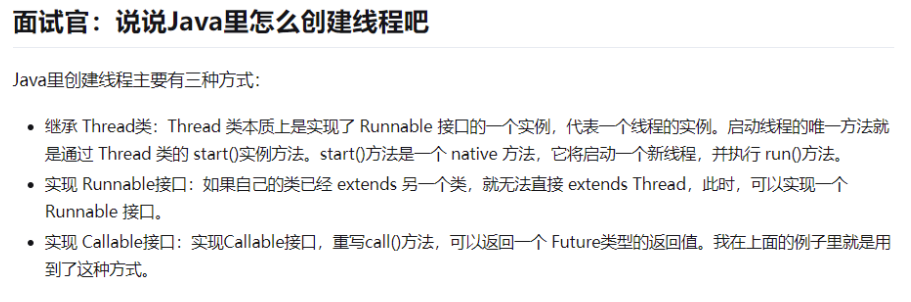 面试官：说说Java里怎么创建线程吧
Java里创建线程主要有三种方式：
• 继承 Thread类：Thread 类本质上是实现了 Runnable 接口的一个实例，代表一个线程的实例。启动线程的唯一方法就
是通过 Thread 类的 start()实例方法。start()方法是一个 native 方法，它将启动一个新线程，并执行 run()方法。
• 实现 Runnable接口：如果自己的类已经 extends 另一个类，就无法直接 extends Thread，此时，可以实现一个
Runnable 接口。
• 实现 Callable接口：实现Callable接口，重写call()方法，可以返回一个 Future类型的返回值。我在上面的例子里就是用
到了这种方式。